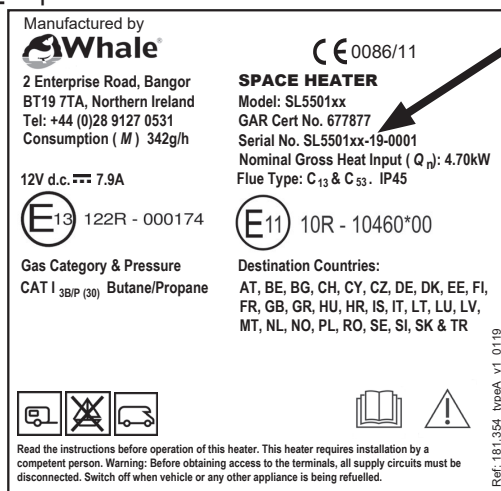 Manufactured by
Whale®
2 Enterprise Road, Bangor
BT19 7TA, Northern Ireland
Tel: +44 (0)28 9127 0531
Consumption ( M ) 342g/h
12V d.c. 7.9A
E13 122R - 000174
Gas Category & Pressure
CAT I 3B/P (30) Butane/Propane
CE 0086/11
SPACE HEATER
Model: SL5501xx
GAR Cert No. 677877
Serial No. SL5501xx-19-0001
Nominal Gross Heat Input ( Q n): 4.70kW
Flue Type: C 13 & C 53 . IP45
E11 10R - 10460*00
Destination Countries:
AT, BE, BG, CH, CY, CZ, DE, DK, EE, FI,
FR, GB, GR, HU, HR, IS, IT, LT, LU, LV,
MT, NL, NO, PL, RO, SE, SI, SK & TR
Read the instructions before operation of this heater. This heater requires installation by a
competent person. Warning: Before obtaining access to the terminals, all supply circuits must be
disconnected. Switch off when vehicle or any other appliance is being refuelled.
Ref: 181.354 typeA v1 0119